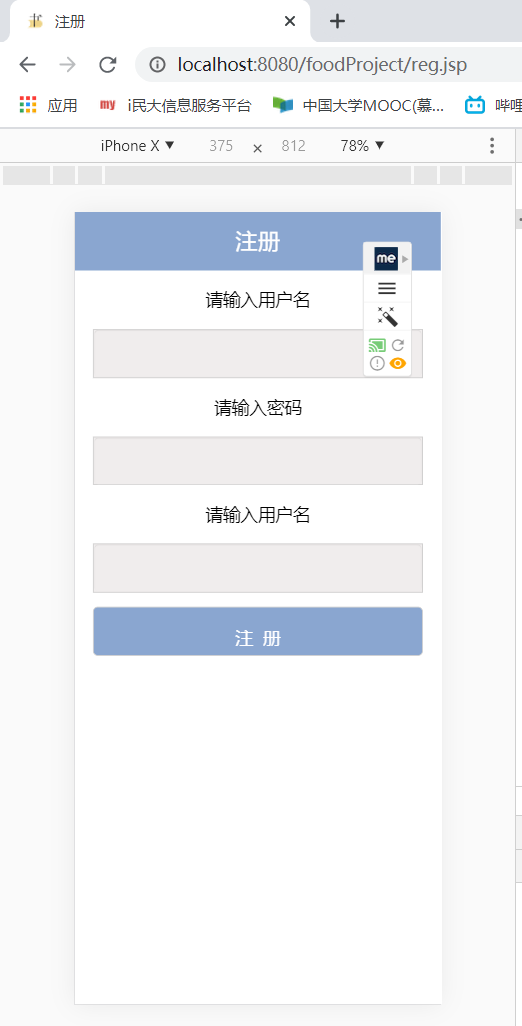 注册
localhost:8080/foodProject/reg.jsp
应用 my i民大信息服务平台 中国大学MOOC(慕... 哔哩
iPhone X ▼ 375 × 812 78% ▼
注册
me
请输入用户名
请输入密码
请输入用户名
注 册